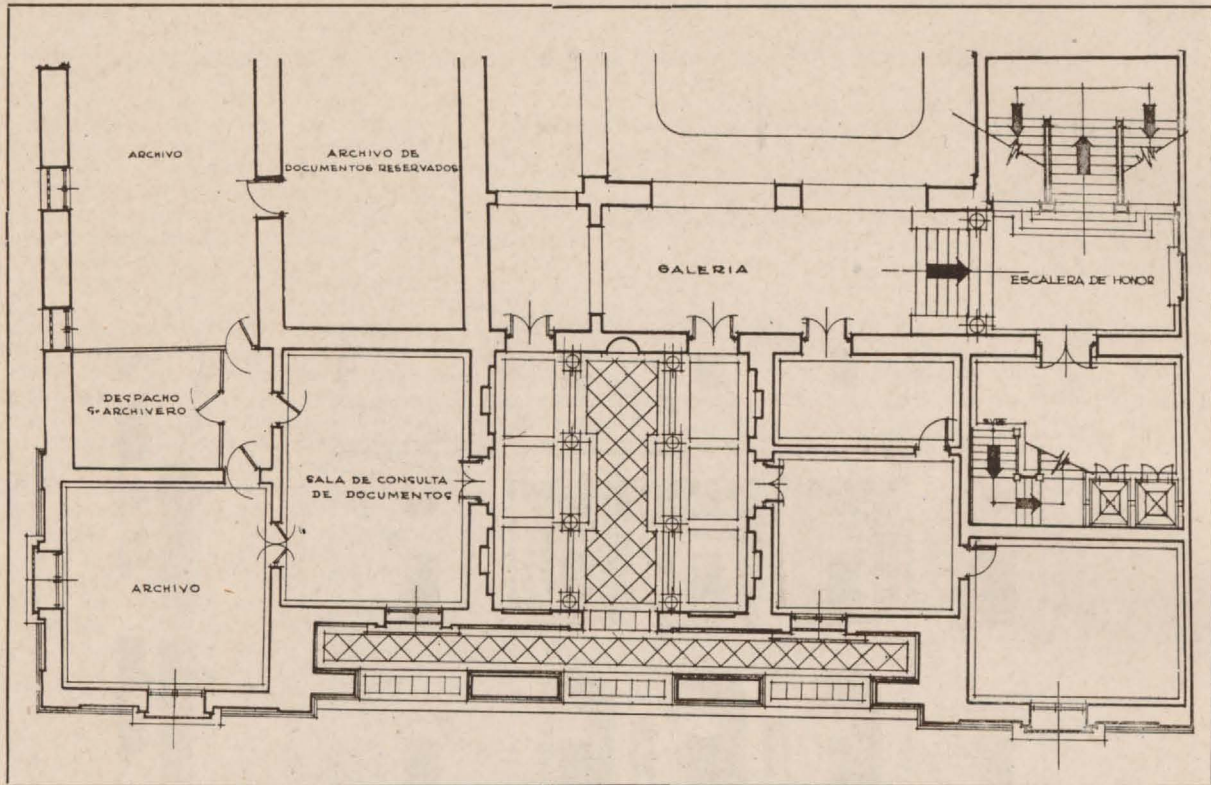 ARCHIVO
ARCHIVO DE
DOCUMENTOS RESERVADOS
GALERIA
ESCALERA DE HONOR
DESPACHO
Sr ARCHIVERO
SALA DE CONSULTA
DE DOCUMENTOS
ARCHIVO